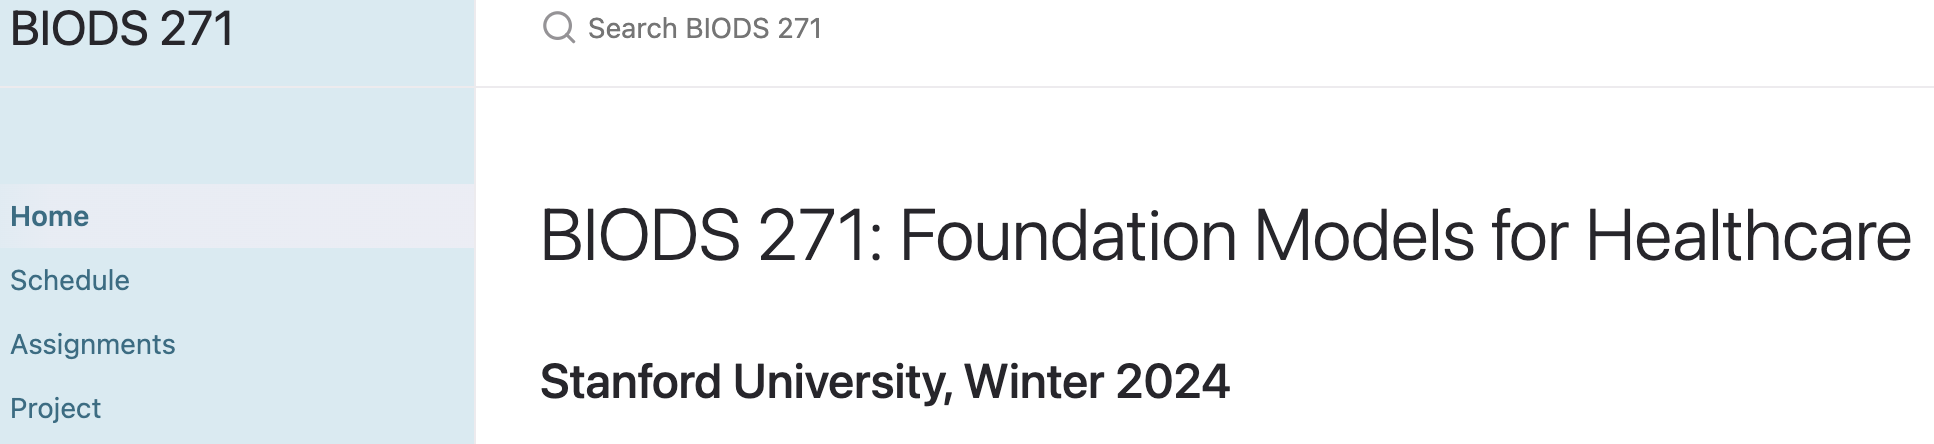 BIODS 271
Search BIODS 271
Home
Schedule
Assignments
Project
BIODS 271: Foundation Models for Healthcare
Stanford University, Winter 2024